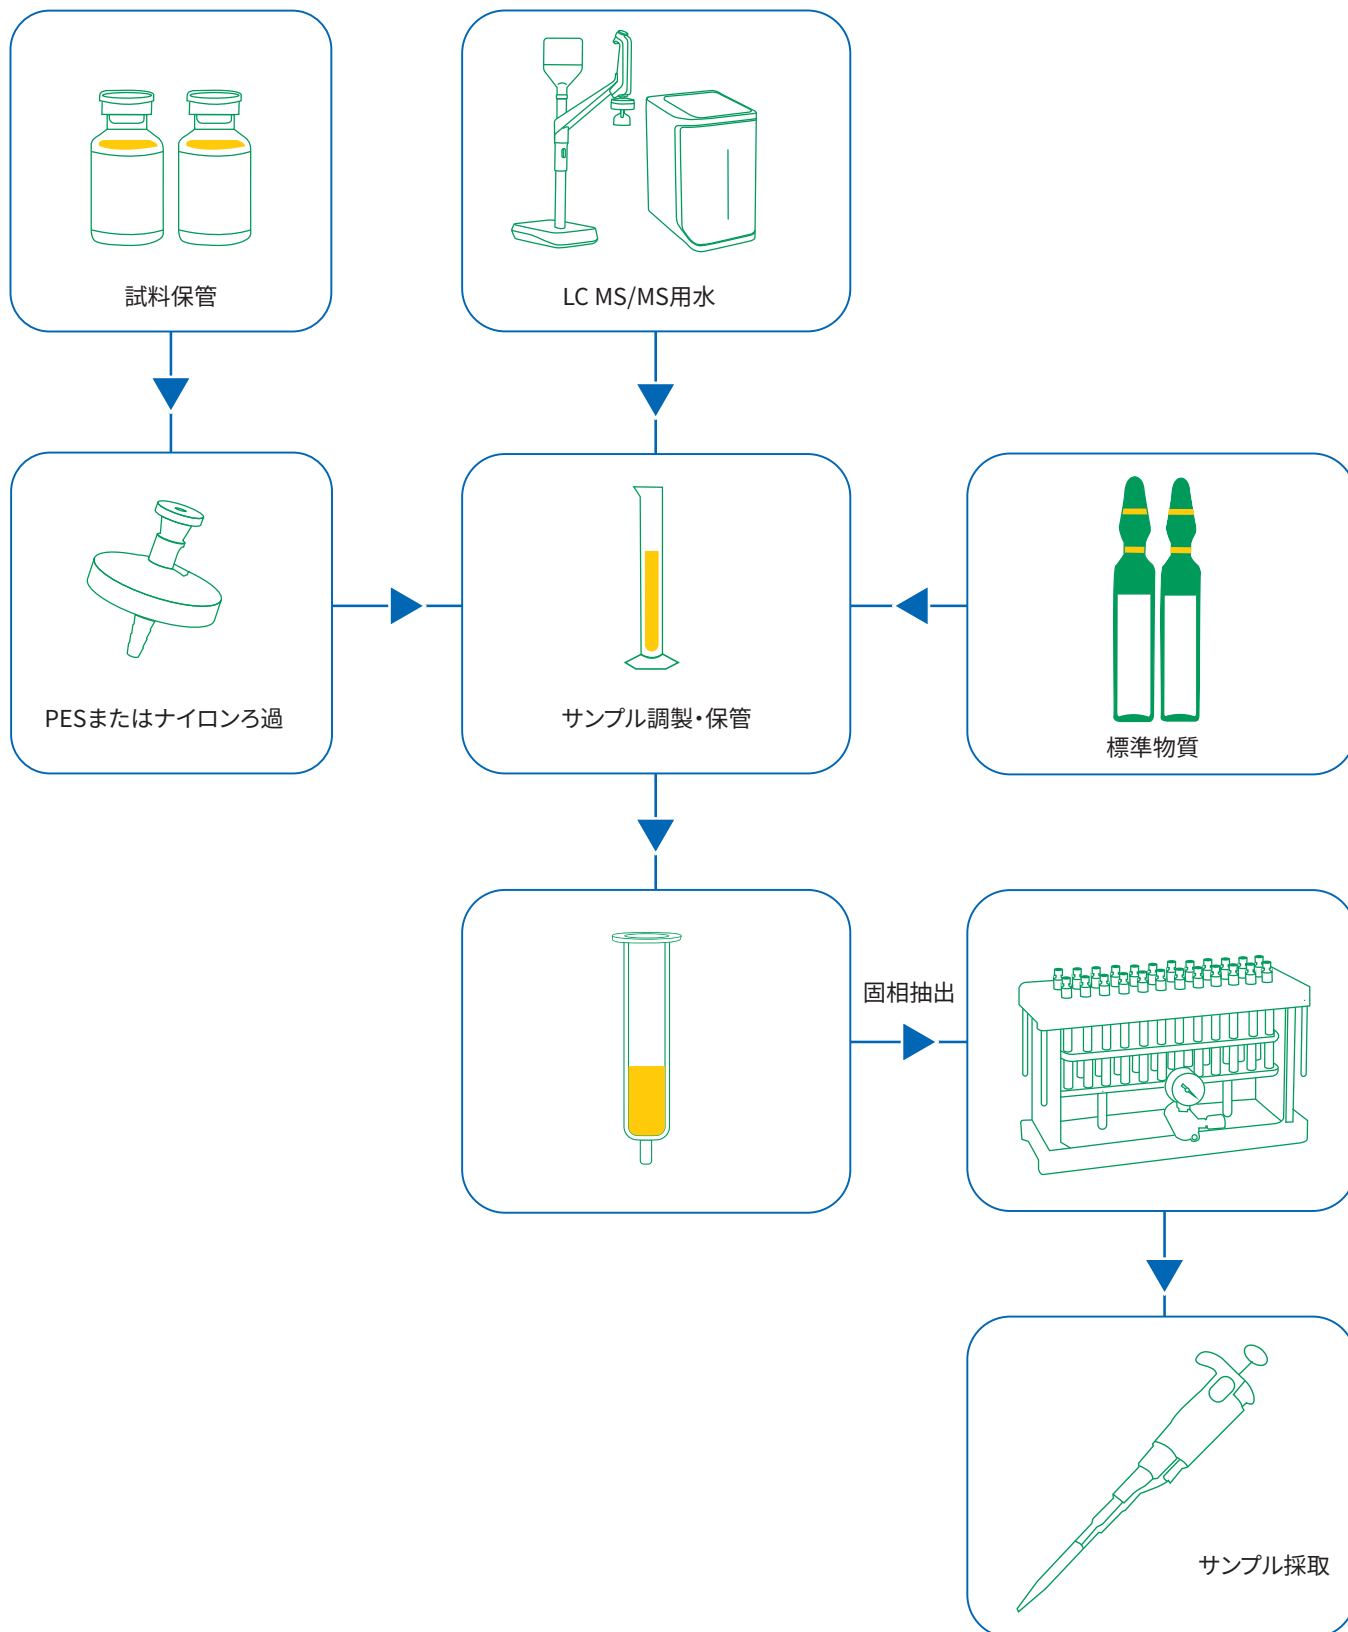 試料保管
LC MS/MS用水
PESまたはナイロンろ過
サンプル調製・保管
標準物質
固相抽出
サンプル採取